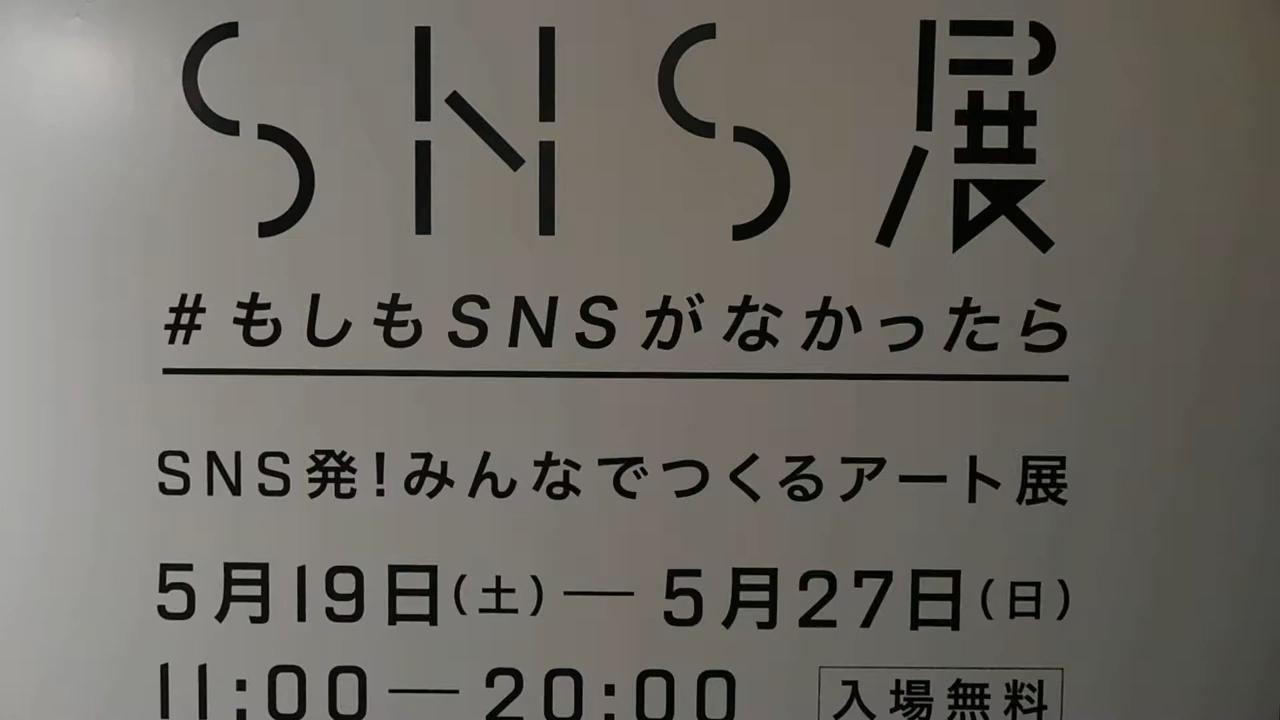 SNS展
#もしもSNSがなかったら
SNS発!みんなでつくるアート展
5月19日(土)—5月27日(日)
11:00—20:00 入場無料